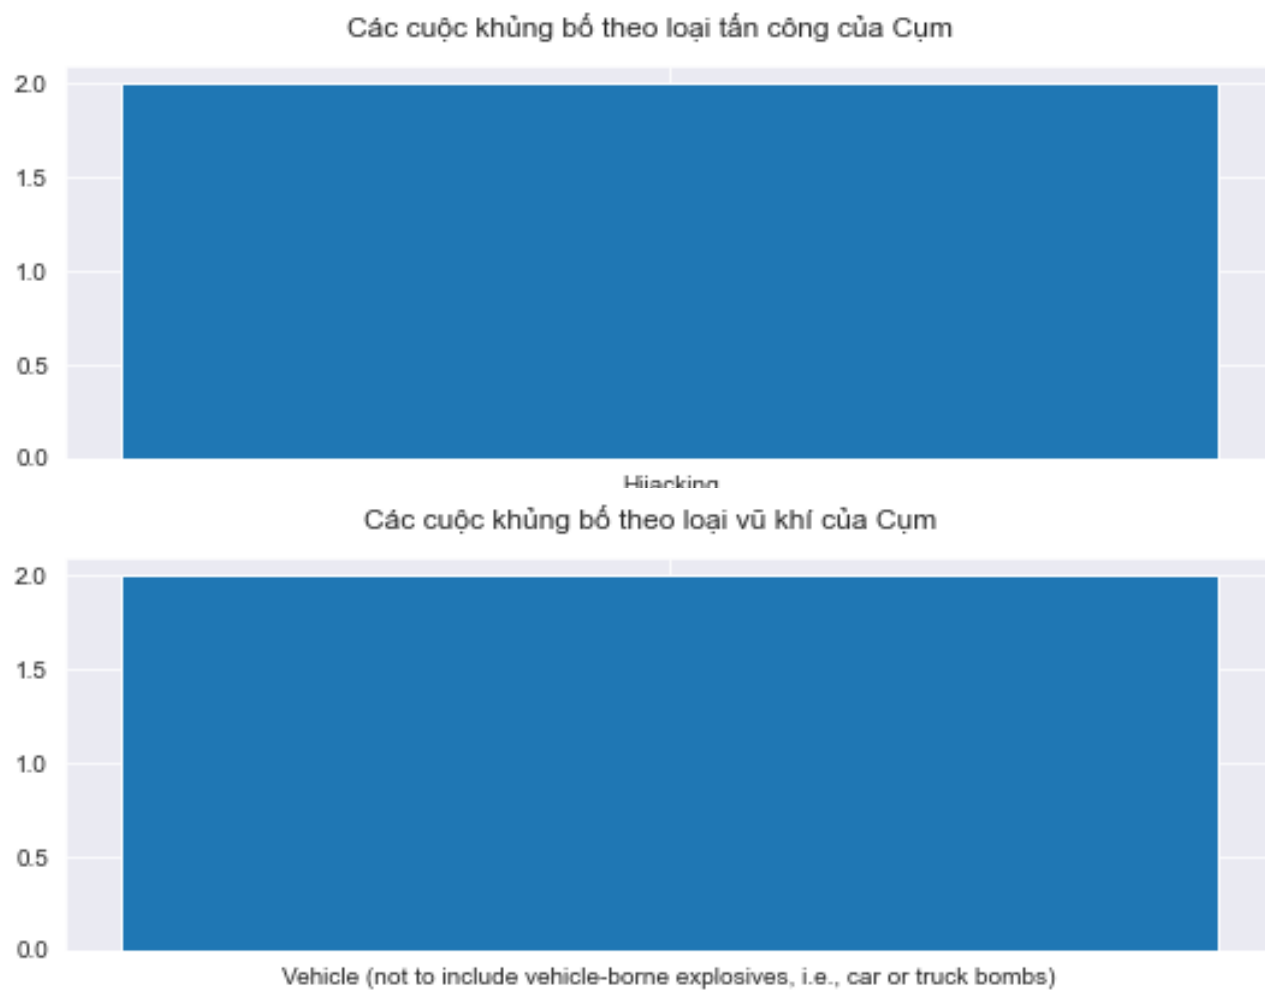 Các cuộc khủng bố theo loại tấn công của Cụm
2.0
1.5
1.0
0.5
0.0
Hijacking
Các cuộc khủng bố theo loại vũ khí của Cụm
2.0
1.5
1.0
0.5
0.0
Vehicle (not to include vehicle-borne explosives, i.e., car or truck bombs)